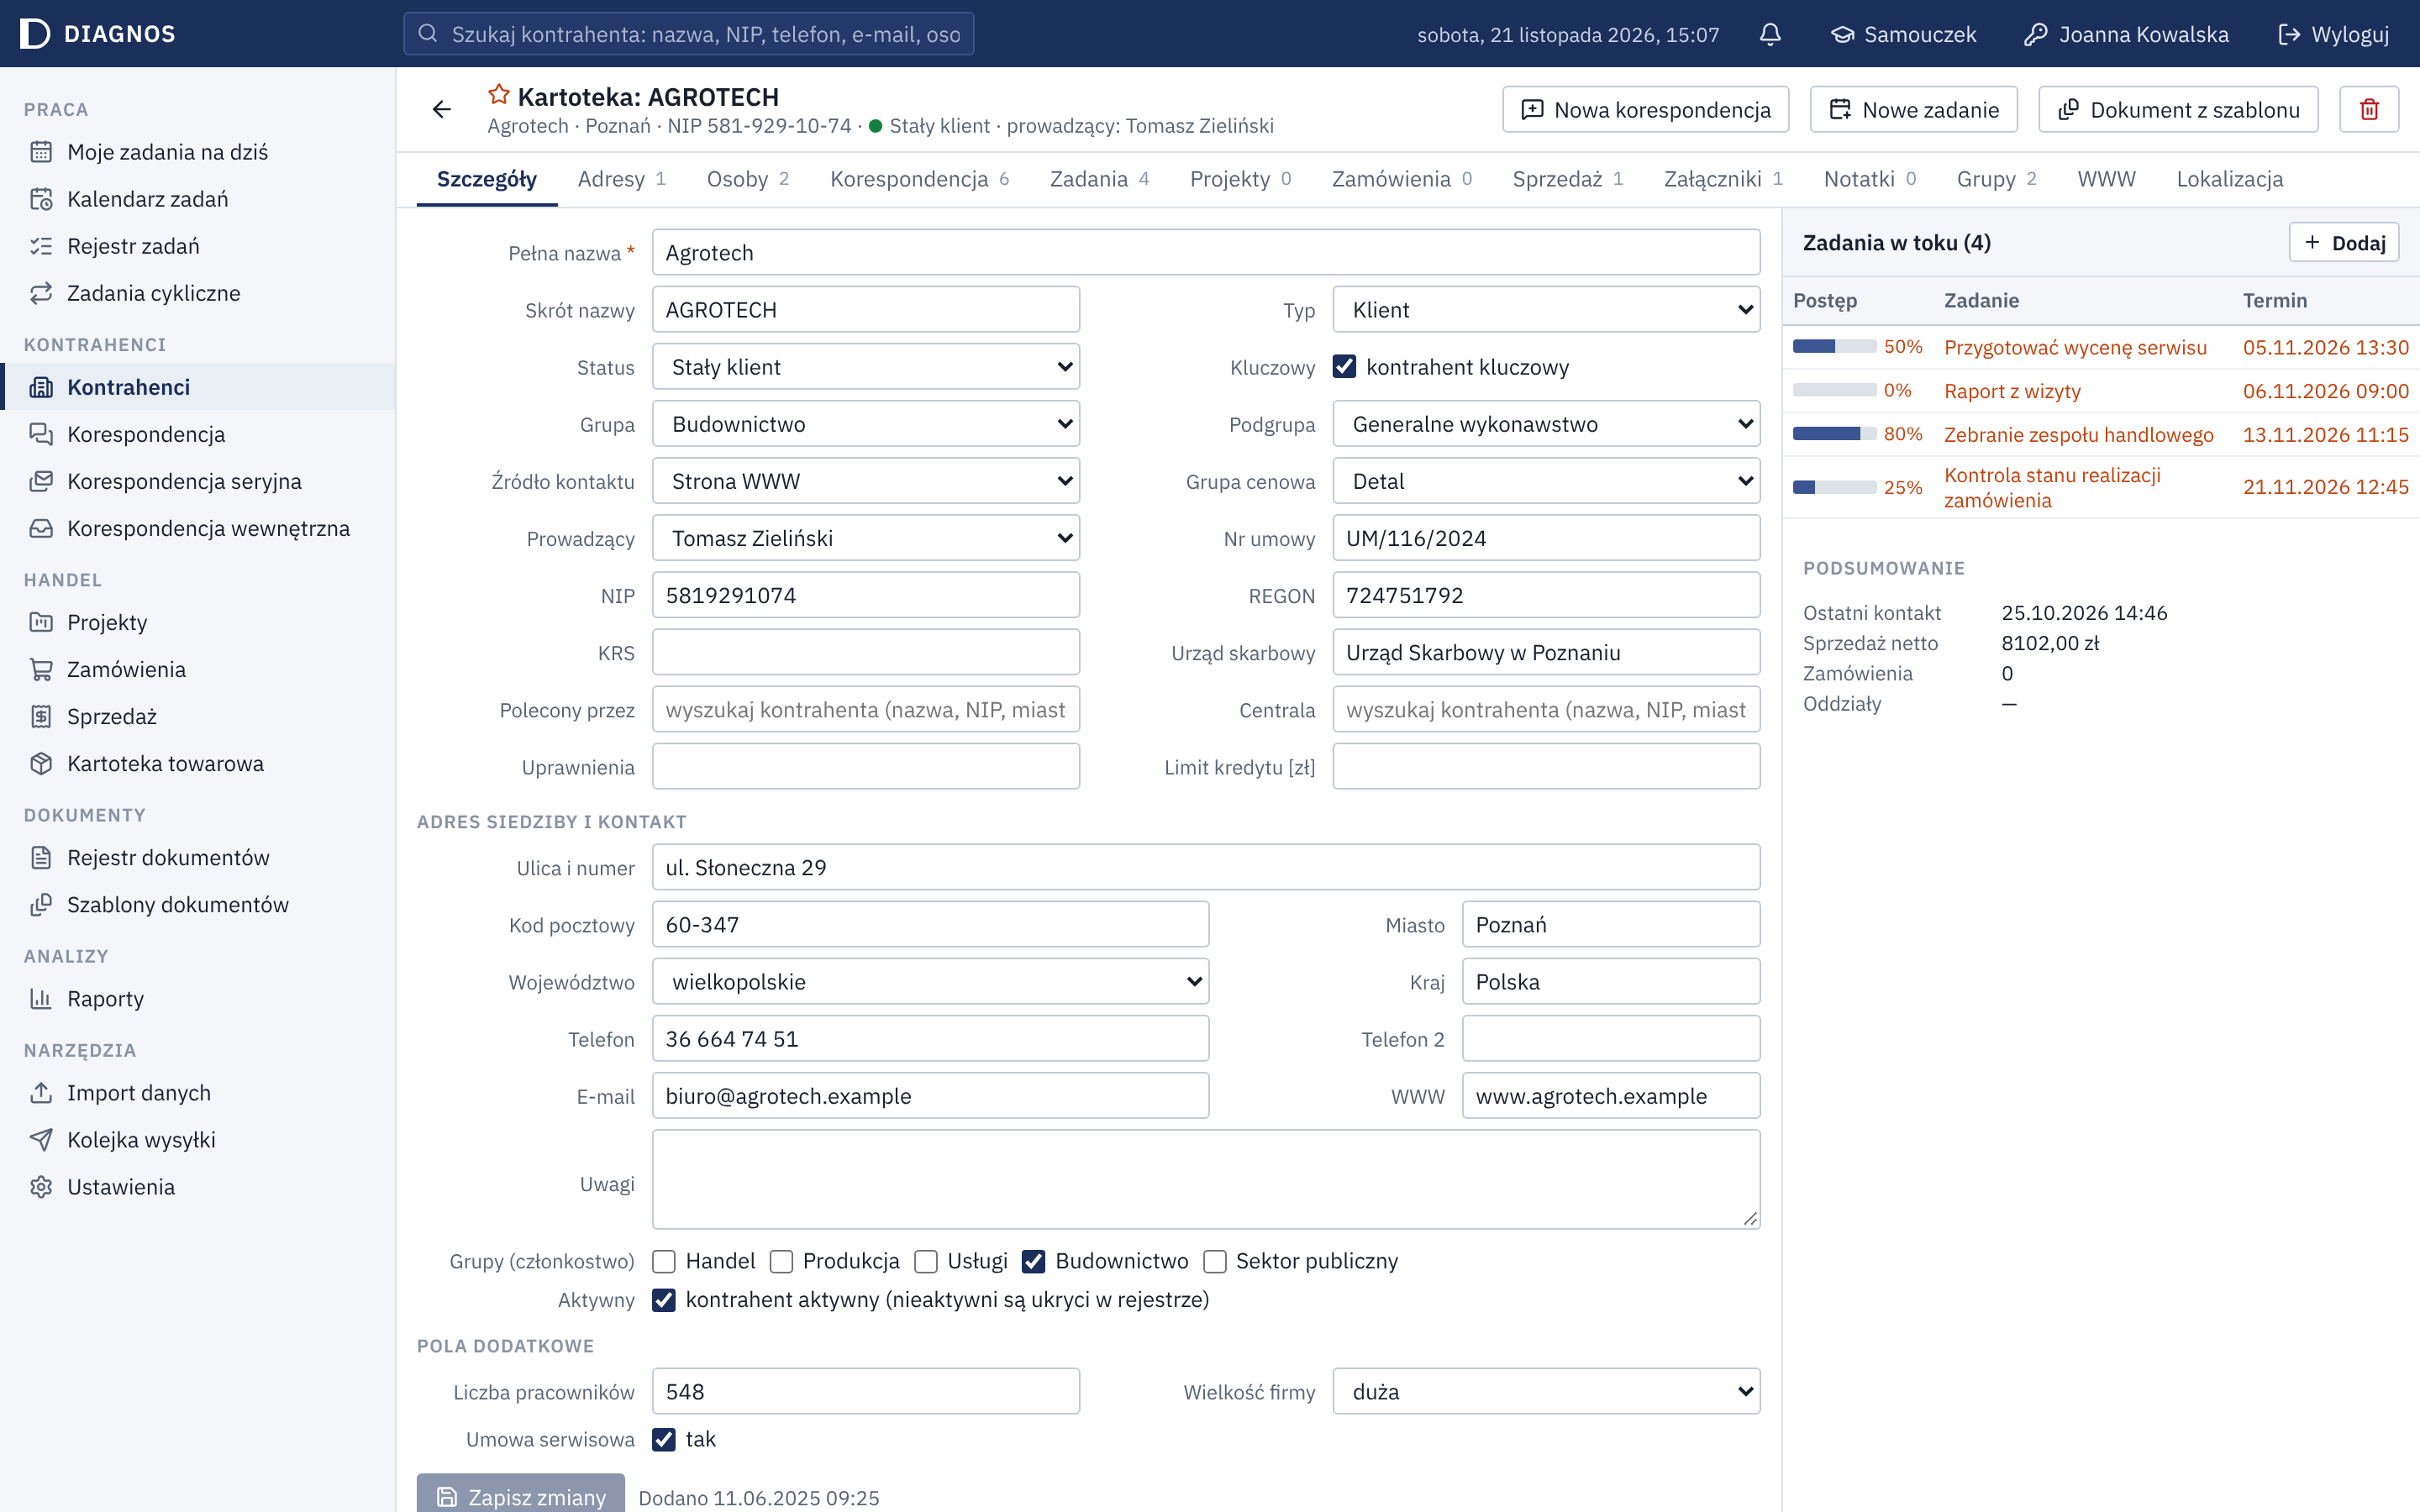 DIAGNOS
Szukaj kontrahenta: nazwa, NIP, telefon, e-mail, oso
sobota, 21 listopada 2026, 15:07
Samouczek
Joanna Kowalska
Wyloguj
PRACA
Moje zadania na dziś
Kalendarz zadań
Rejestr zadań
Zadania cykliczne
KONTRAHENCI
Kontrahenci
Korespondencja
Korespondencja seryjna
Korespondencja wewnętrzna
HANDEL
Projekty
Zamówienia
Sprzedaż
Kartoteka towarowa
DOKUMENTY
Rejestr dokumentów
Szablony dokumentów
ANALIZY
Raporty
NARZĘDZIA
Import danych
Kolejka wysyłki
Ustawienia
Kartoteka: AGROTECH
Agrotech · Poznań · NIP 581-929-10-74 · Stały klient · prowadzący: Tomasz Zieliński
Nowa korespondencja
Nowe zadanie
Dokument z szablonu
Szczegóły
Adresy 1
Osoby 2
Korespondencja 6
Zadania 4
Projekty 0
Zamówienia 0
Sprzedaż 1
Załączniki 1
Notatki 0
Grupy 2
WWW
Lokalizacja
Pełna nazwa * Agrotech
Skrót nazwy AGROTECH
Typ Klient
Status Stały klient
Kluczowy kontrahent kluczowy
Grupa Budownictwo
Podgrupa Generalne wykonawstwo
Źródło kontaktu Strona WWW
Grupa cenowa Detal
Prowadzący Tomasz Zieliński
Nr umowy UM/116/2024
NIP 5819291074
REGON 724751792
KRS
Urząd skarbowy Urząd Skarbowy w Poznaniu
Polecony przez wyszukaj kontrahenta (nazwa, NIP, miast
Centrala wyszukaj kontrahenta (nazwa, NIP, miast
Uprawnienia
Limit kredytu [zł]
ADRES SIEDZIBY I KONTAKT
Ulica i numer ul. Słoneczna 29
Kod pocztowy 60-347
Miasto Poznań
Województwo wielkopolskie
Kraj Polska
Telefon 36 664 74 51
Telefon 2
E-mail biuro@agrotech.example
WWW www.agrotech.example
Uwagi
Grupy (członkostwo) Handel Produkcja Usługi Budownictwo Sektor publiczny
Aktywny kontrahent aktywny (nieaktywni są ukryci w rejestrze)
POLA DODATKOWE
Liczba pracowników 548
Wielkość firmy duża
Umowa serwisowa tak
Zapisz zmiany
Dodano 11.06.2025 09:25
Zadania w toku (4)
Dodaj
Postęp Zadanie Termin
50% Przygotować wycenę serwisu 05.11.2026 13:30
0% Raport z wizyty 06.11.2026 09:00
80% Zebranie zespołu handlowego 13.11.2026 11:15
25% Kontrola stanu realizacji
zamówienia 21.11.2026 12:45
PODSUMOWANIE
Ostatni kontakt 25.10.2026 14:46
Sprzedaż netto 8102,00 zł
Zamówienia 0
Oddziały —